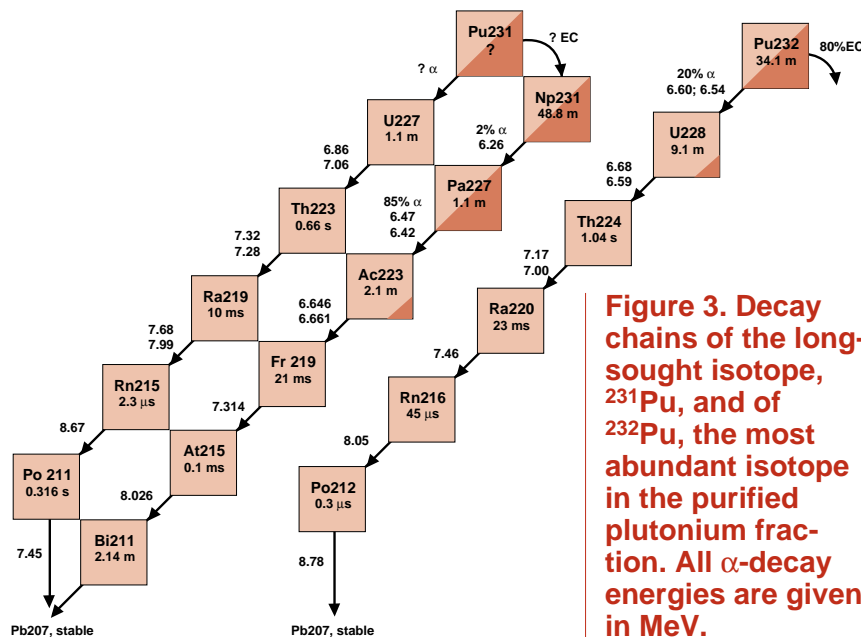 Pu231
?
? EC
? α
Np231
48.8 m
U227
1.1 m
2% α
6.26
6.86
7.06
Pa227
1.1 m
Th223
0.66 s
85% α
6.47
6.42
7.32
7.28
Ac223
2.1 m
Ra219
10 ms
6.646
6.661
7.68
7.99
Fr 219
21 ms
Rn215
2.3 µs
7.314
8.67
At215
0.1 ms
Po 211
0.316 s
8.026
Bi211
2.14 m
7.45
Pb207, stable
Pu232
34.1 m
80%EC
20% α
6.60; 6.54
U228
9.1 m
6.68
6.59
Th224
1.04 s
7.17
7.00
Ra220
23 ms
7.46
Rn216
45 µs
8.05
Po212
0.3 µs
8.78
Pb207, stable
Figure 3. Decay
chains of the long-
sought isotope,
²³¹Pu, and of
²³²Pu, the most
abundant isotope
in the purified
plutonium frac-
tion. All α-decay
energies are given
in MeV.